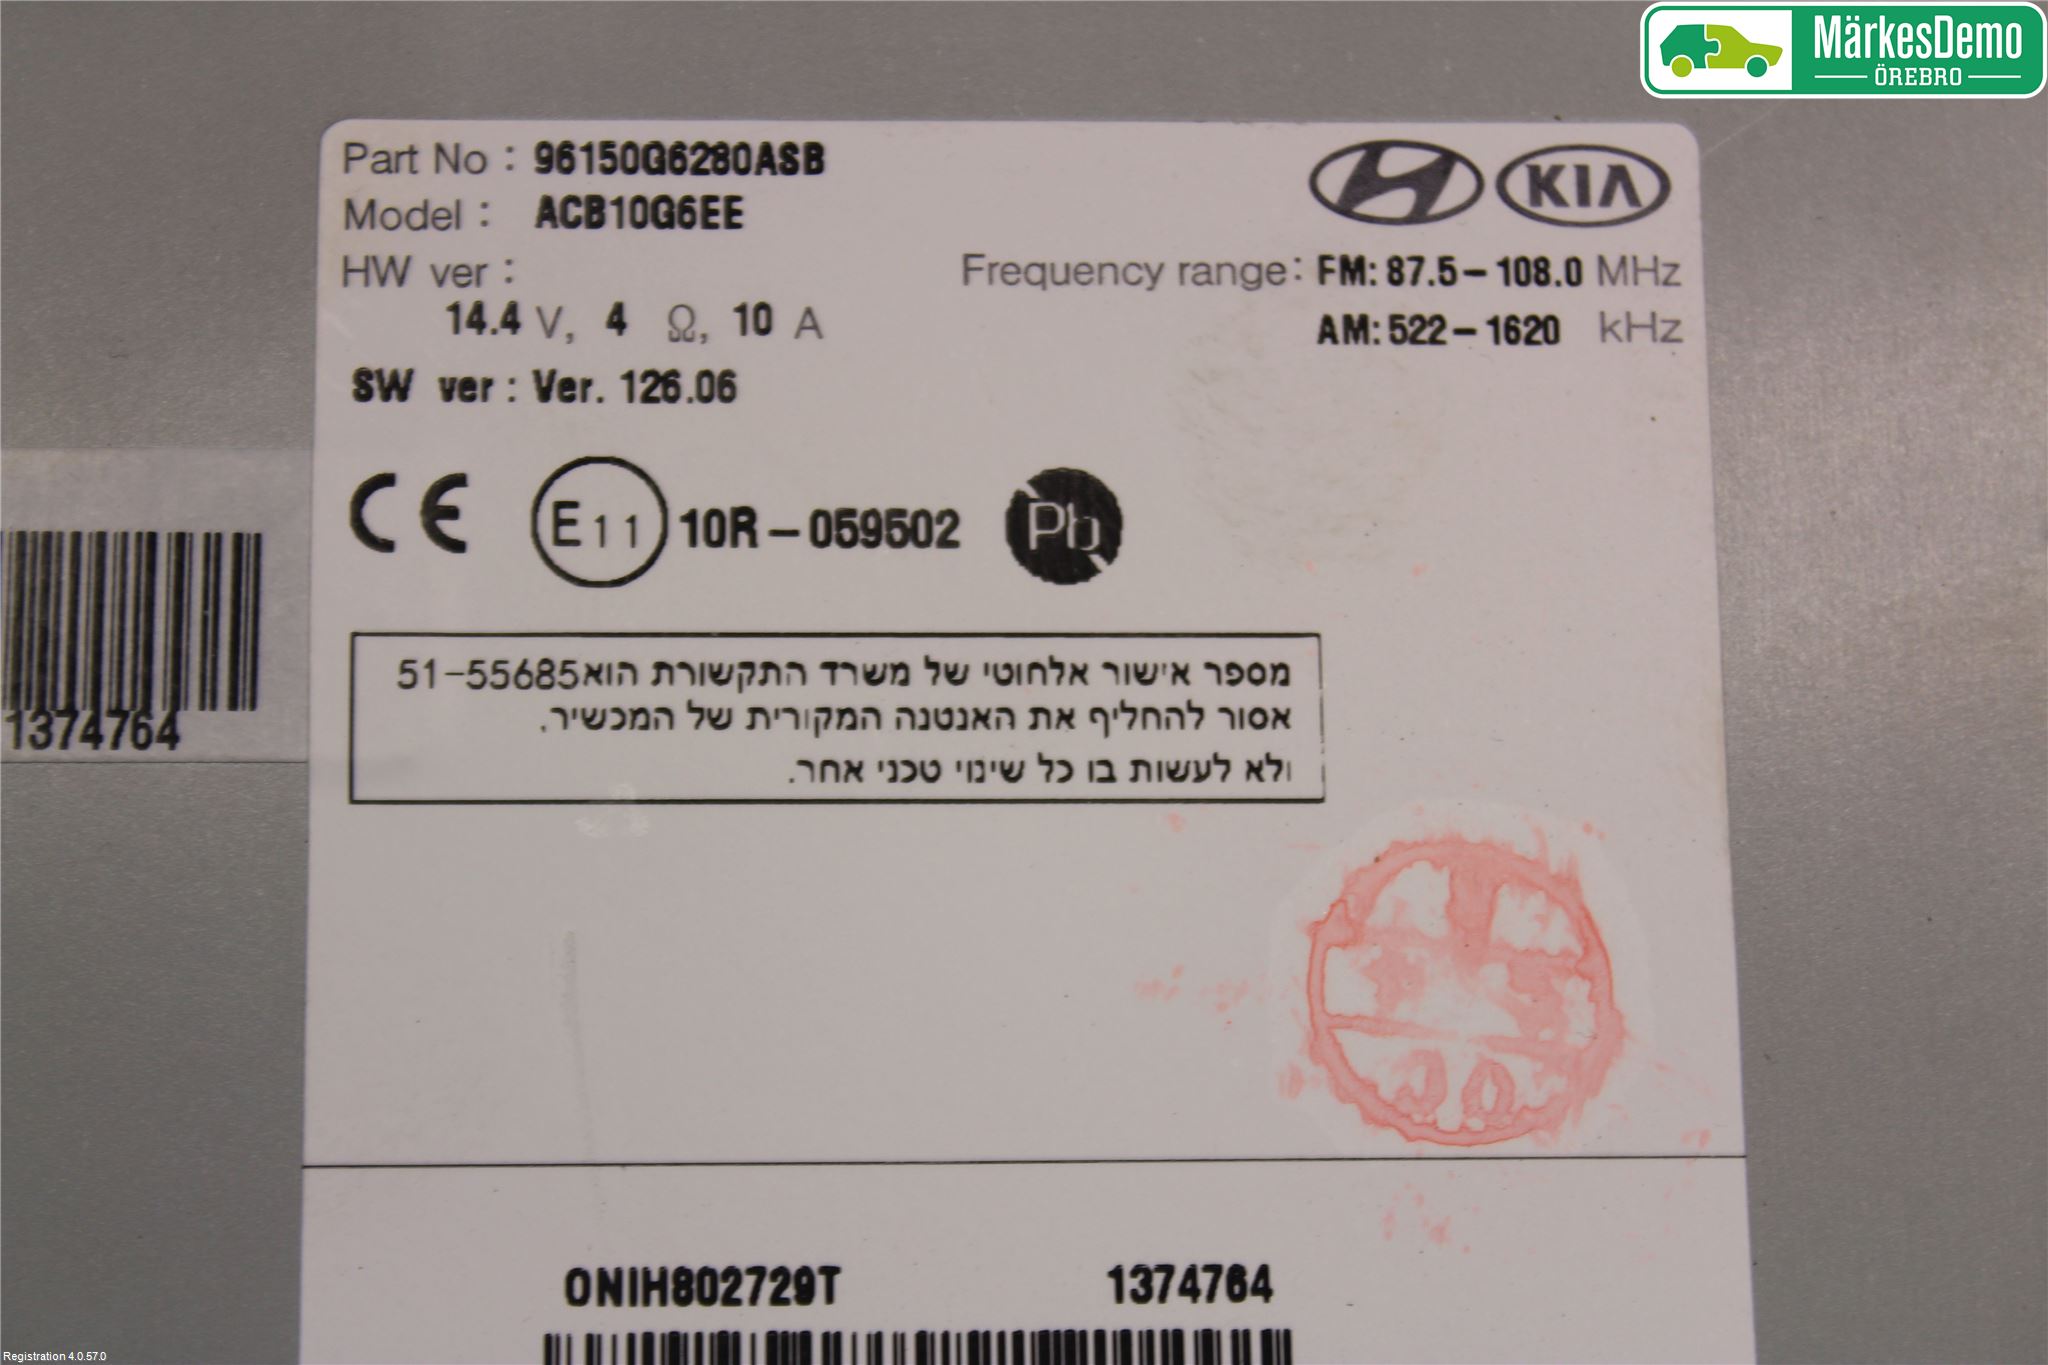 MärkesDemo
ÖREBRO
Part No : 96150G6280ASB
KIA
Model : ACB10G6EE
HW ver :
Frequency range: FM: 87.5 – 108.0 MHz
14.4 V, 4 Ω, 10 A
AM: 522 – 1620 kHz
SW ver : Ver. 126.06
CE E11 10R – 059502 Pb
מספר אישור אלחוטי של משרד התקשורת הוא 51-55685
אסור להחליף את האנטנה המקורית של המכשיר.
ולא לעשות בו כל שינוי טכני אחר.
1374764
ONIH802729T 1374764
Registration 4.0.57.0